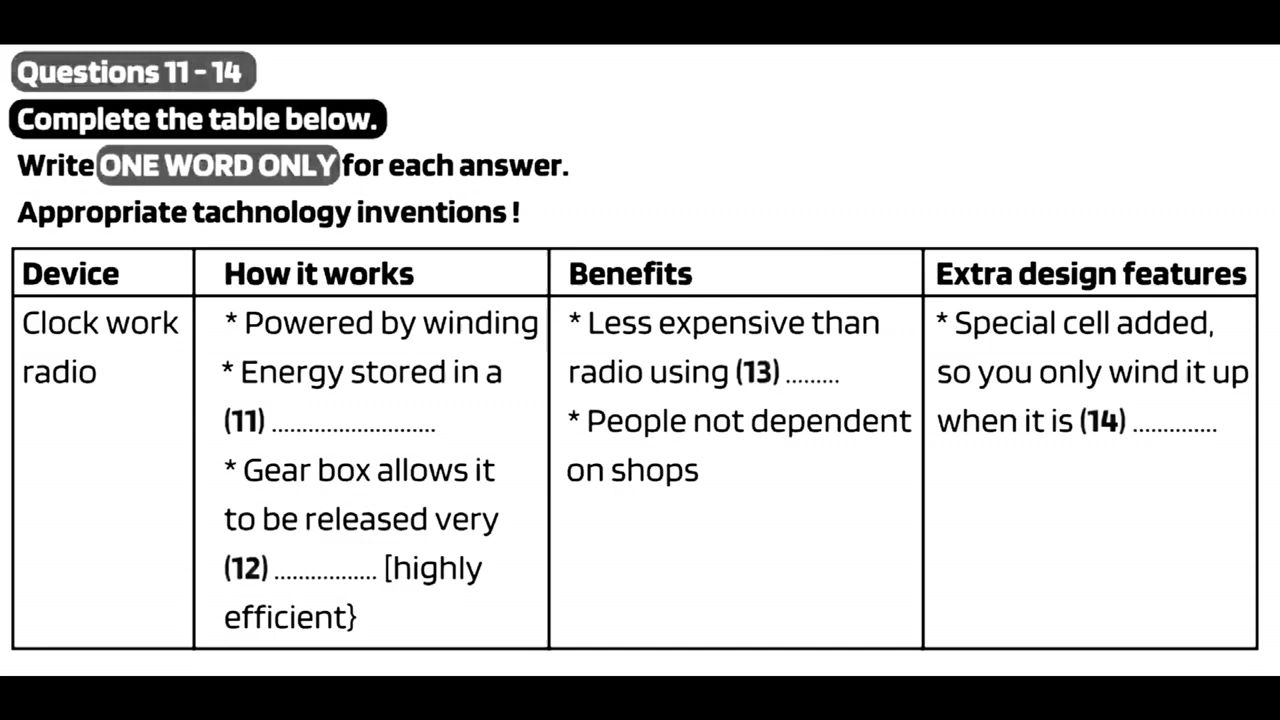 Questions 11 - 14
Complete the table below.
Write ONE WORD ONLY for each answer.
Appropriate tachnology inventions !
Device
How it works
Benefits
Extra design features
Clock work
radio
* Powered by winding
* Energy stored in a
(11) ..........................
* Gear box allows it
to be released very
(12) ................. [highly
efficient}
* Less expensive than
radio using (13) .........
* People not dependent
on shops
* Special cell added,
so you only wind it up
when it is (14) ..............